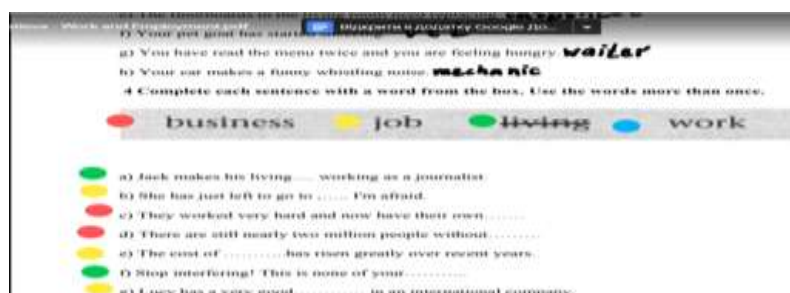 Work and Employment.pdf Відкрити в додатку Google До...
f) Your pet goat has started
g) You have read the menu twice and you are feeling hungry. waiter
h) Your car makes a funny whistling noise. mechanic
4 Complete each sentence with a word from the box. Use the words more than once.
business job living work
a) Jack makes his living.... working as a journalist.
b) She has just left to go to ...... I'm afraid.
c) They worked very hard and now have their own.......
d) There are still nearly two million people without.........
e) The cost of ..........has risen greatly over recent years.
f) Stop interfering! This is none of your..........
g) Lucy has a very good ............ in an international company.